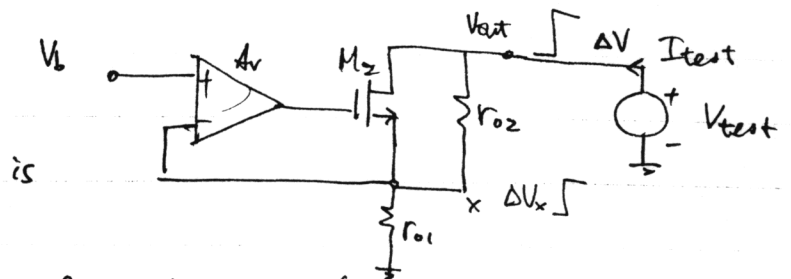 Vout ΔV Itest
Vb + Av M2 + Vtest -
- ro2
is x ΔVx
ro1